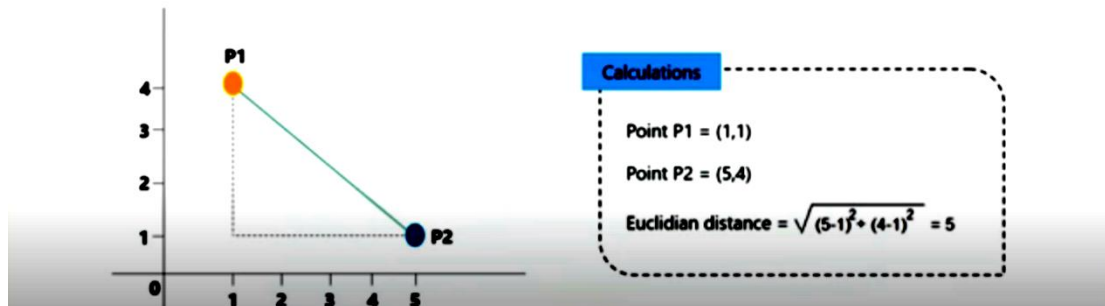 P1
4
3
2
1
P2
0
1 2 3 4 5
Calculations
Point P1 = (1,1)
Point P2 = (5,4)
Euclidian distance = √(5-1)² + (4-1)² = 5